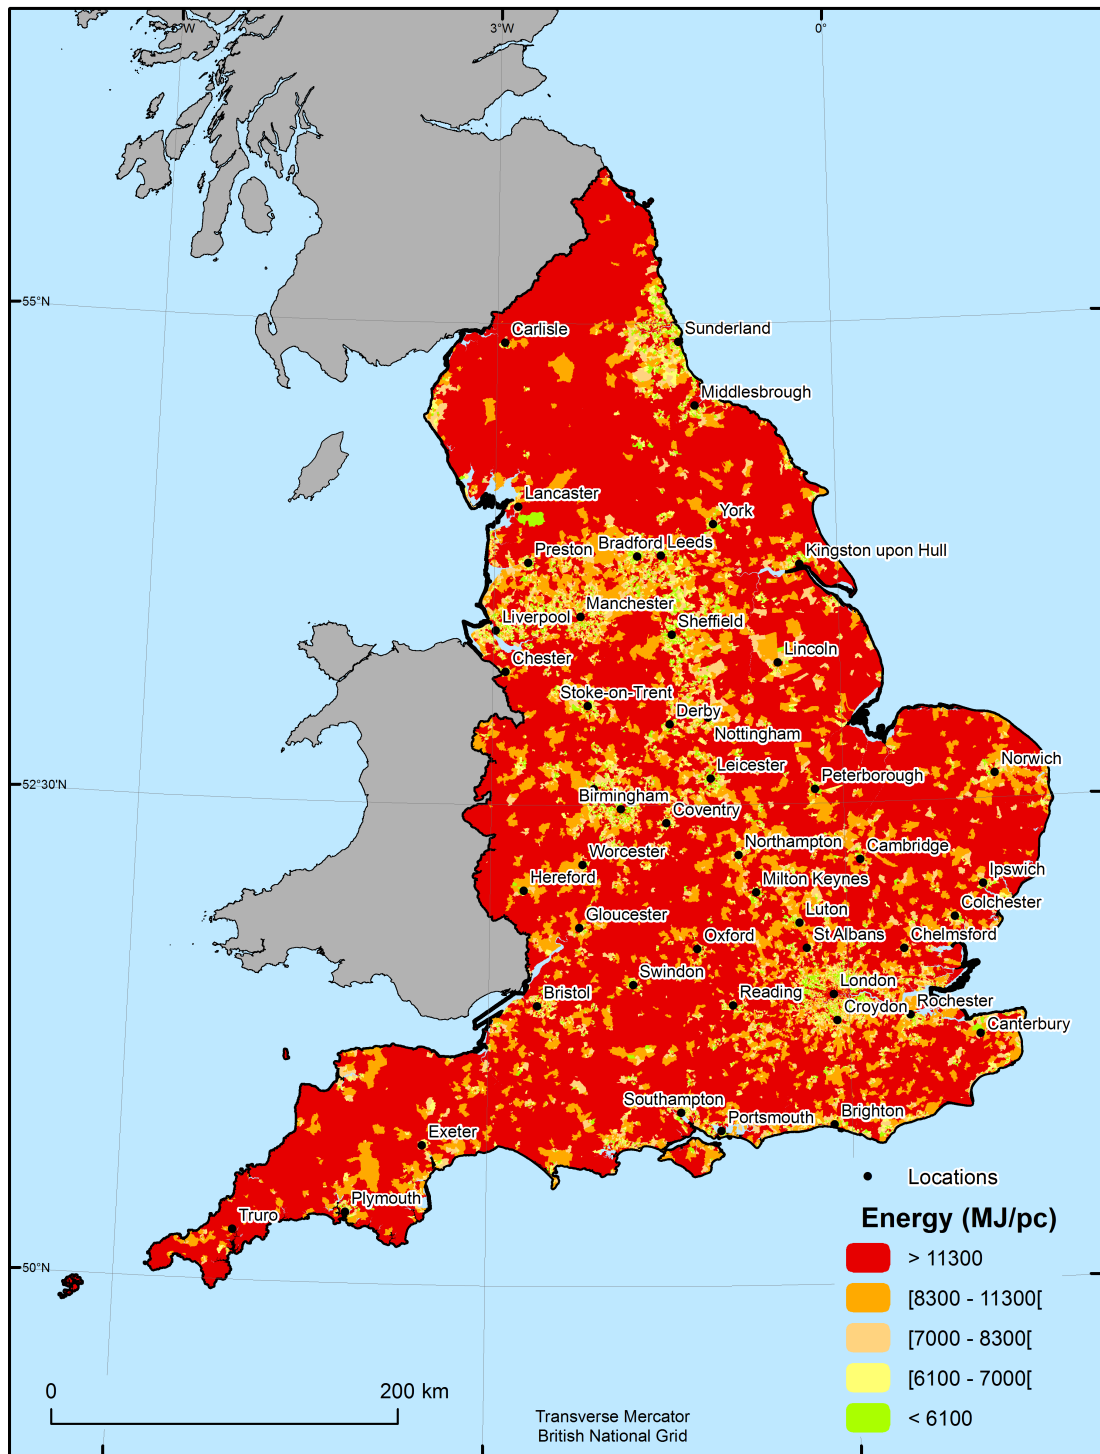 6°W
3°W
0°
55°N
Carlisle
Sunderland
Middlesbrough
Lancaster
York
Preston
Bradford
Leeds
Kingston upon Hull
Liverpool
Manchester
Sheffield
Chester
Lincoln
Stoke-on-Trent
Derby
Nottingham
52°30'N
Leicester
Peterborough
Norwich
Birmingham
Coventry
Northampton
Cambridge
Worcester
Hereford
Milton Keynes
Ipswich
Gloucester
Luton
Colchester
Oxford
St Albans
Chelmsford
Swindon
Reading
London
Bristol
Croydon
Rochester
Canterbury
Southampton
Portsmouth
Brighton
Exeter
Plymouth
Truro
50°N
Locations
Energy (MJ/pc)
> 11300
[8300 - 11300[
[7000 - 8300[
[6100 - 7000[
< 6100
0
200 km
Transverse Mercator
British National Grid